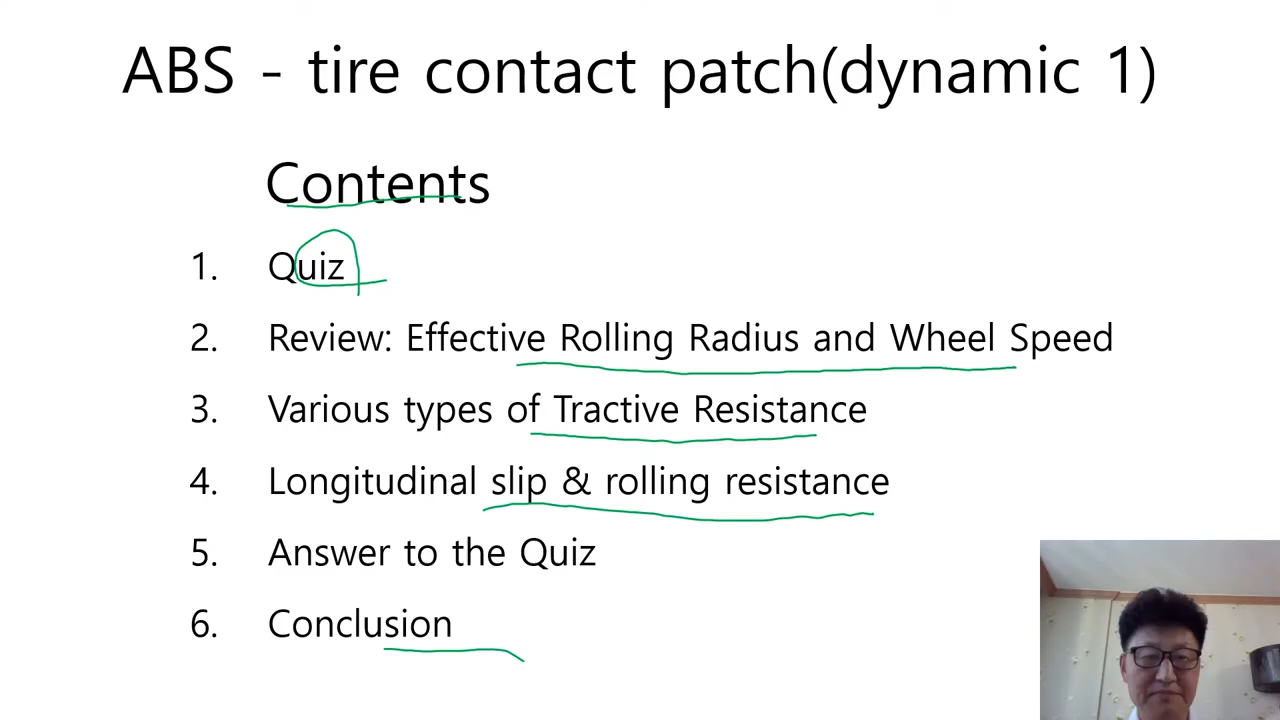 ABS - tire contact patch(dynamic 1)
Contents
1. Quiz
2. Review: Effective Rolling Radius and Wheel Speed
3. Various types of Tractive Resistance
4. Longitudinal slip & rolling resistance
5. Answer to the Quiz
6. Conclusion